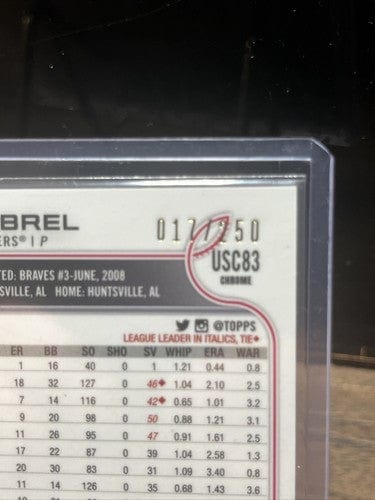 BREL
017/250
ERS® | P
USC83
CHROME
TED: BRAVES #3-JUNE, 2008
SVILLE, AL HOME: HUNTSVILLE, AL
@TOPPS
LEAGUE LEADER IN ITALICS, TIE♦
ER BB SO SHO SV WHIP ERA WAR
1 16 40 0 1 1.21 0.44 0.8
18 32 127 0 46♦ 1.04 2.10 2.5
7 14 116 0 42♦ 0.65 1.01 3.2
9 20 98 0 50 0.88 1.21 3.1
11 26 95 0 47 0.91 1.61 2.5
17 22 87 0 39 1.04 2.58 1.3
20 30 83 0 31 1.09 3.40 0.8
11 14 126 0 35 0.68 1.43 3.6